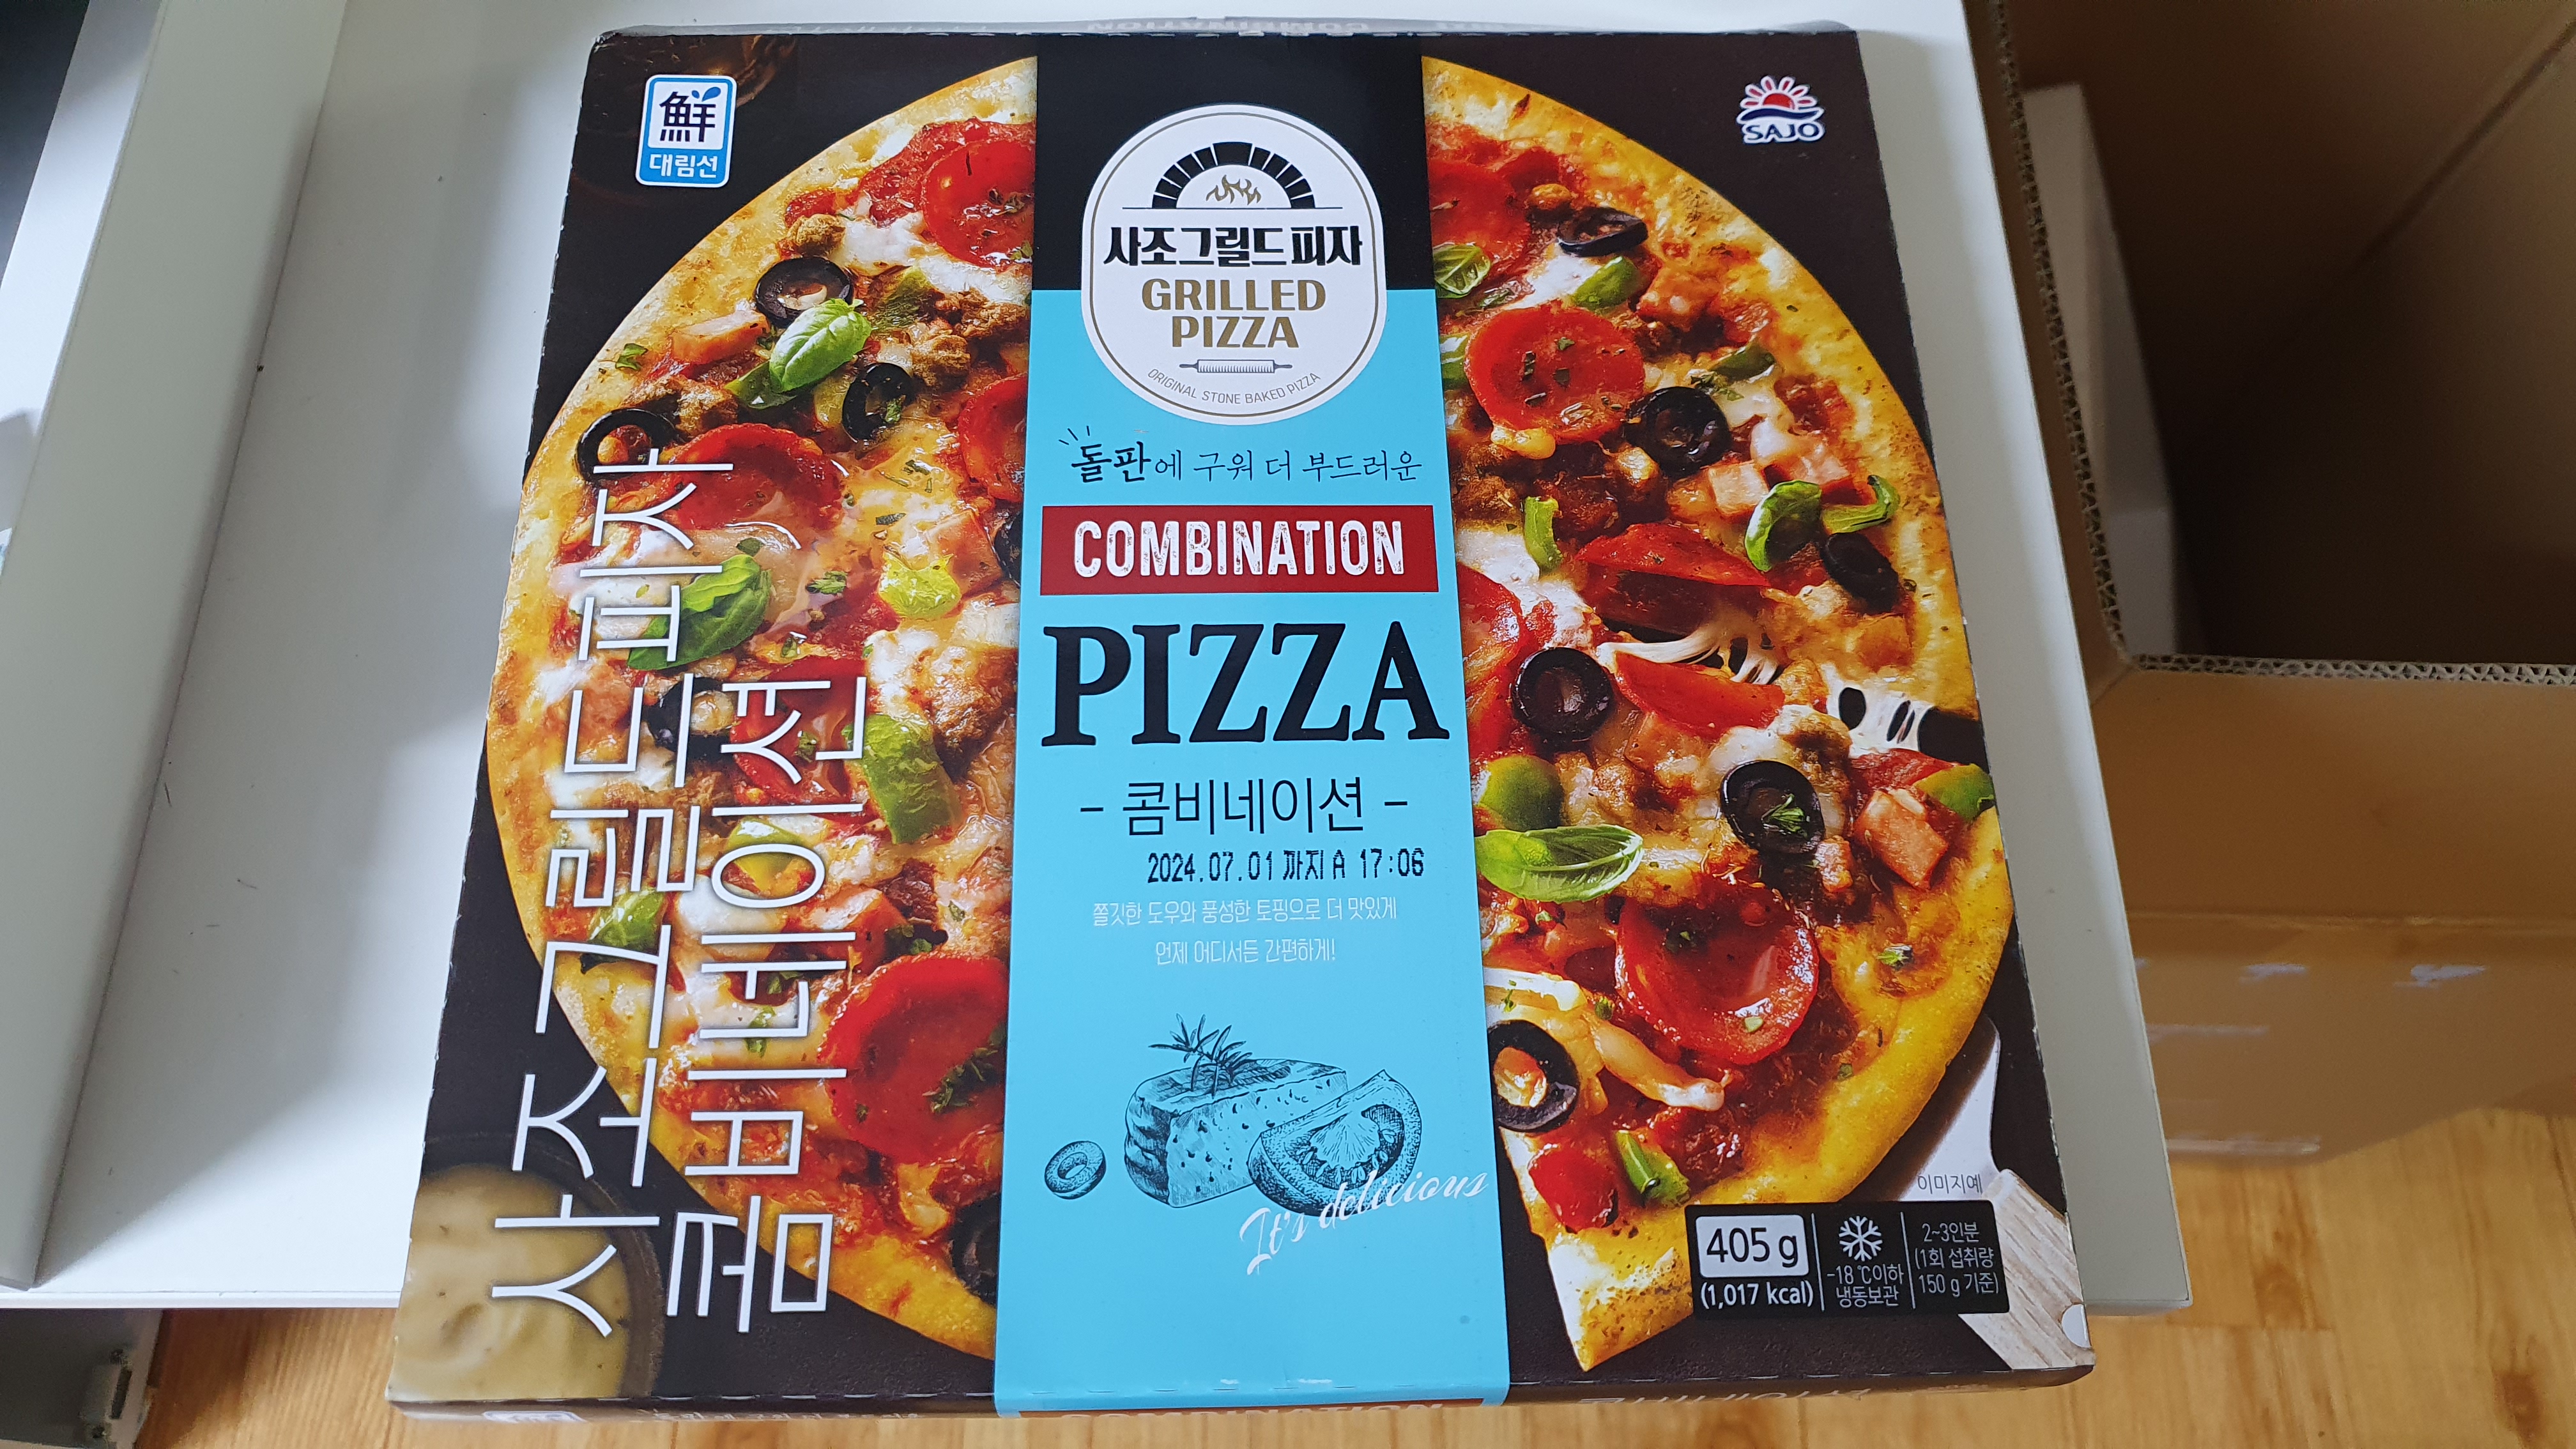 鮮
대림선
SAJO
사조그릴드피자
GRILLED
PIZZA
ORIGINAL STONE BAKED PIZZA
돌판에 구워 더 부드러운
COMBINATION
PIZZA
- 콤비네이션 -
2024.07.01 까지 A 17:06
쫄깃한 도우와 풍성한 토핑으로 더 맛있게
언제 어디서든 간편하게!
It's delicious
사조그릴드피자
콤비네이션
이미지예
405 g
(1,017 kcal)
-18 ℃이하
냉동보관
2~3인분
(1회 섭취량
150 g 기준)
COMBINATION